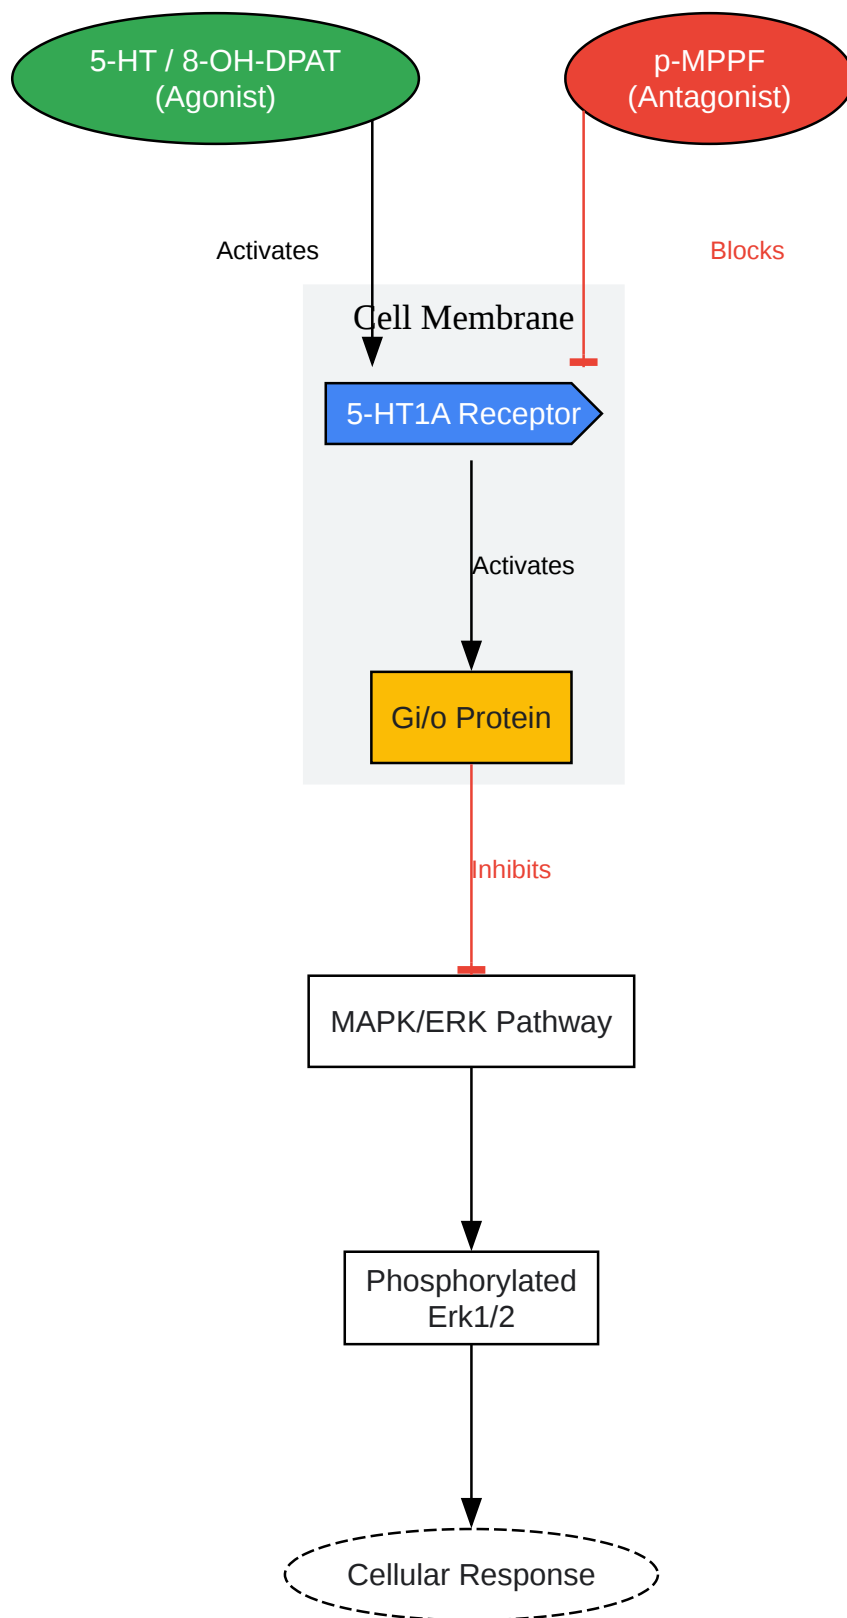 5-HT / 8-OH-DPAT
(Agonist)
p-MPPF
(Antagonist)
Activates
Blocks
Cell Membrane
5-HT1A Receptor
Activates
Gi/o Protein
Inhibits
MAPK/ERK Pathway
Phosphorylated
Erk1/2
Cellular Response